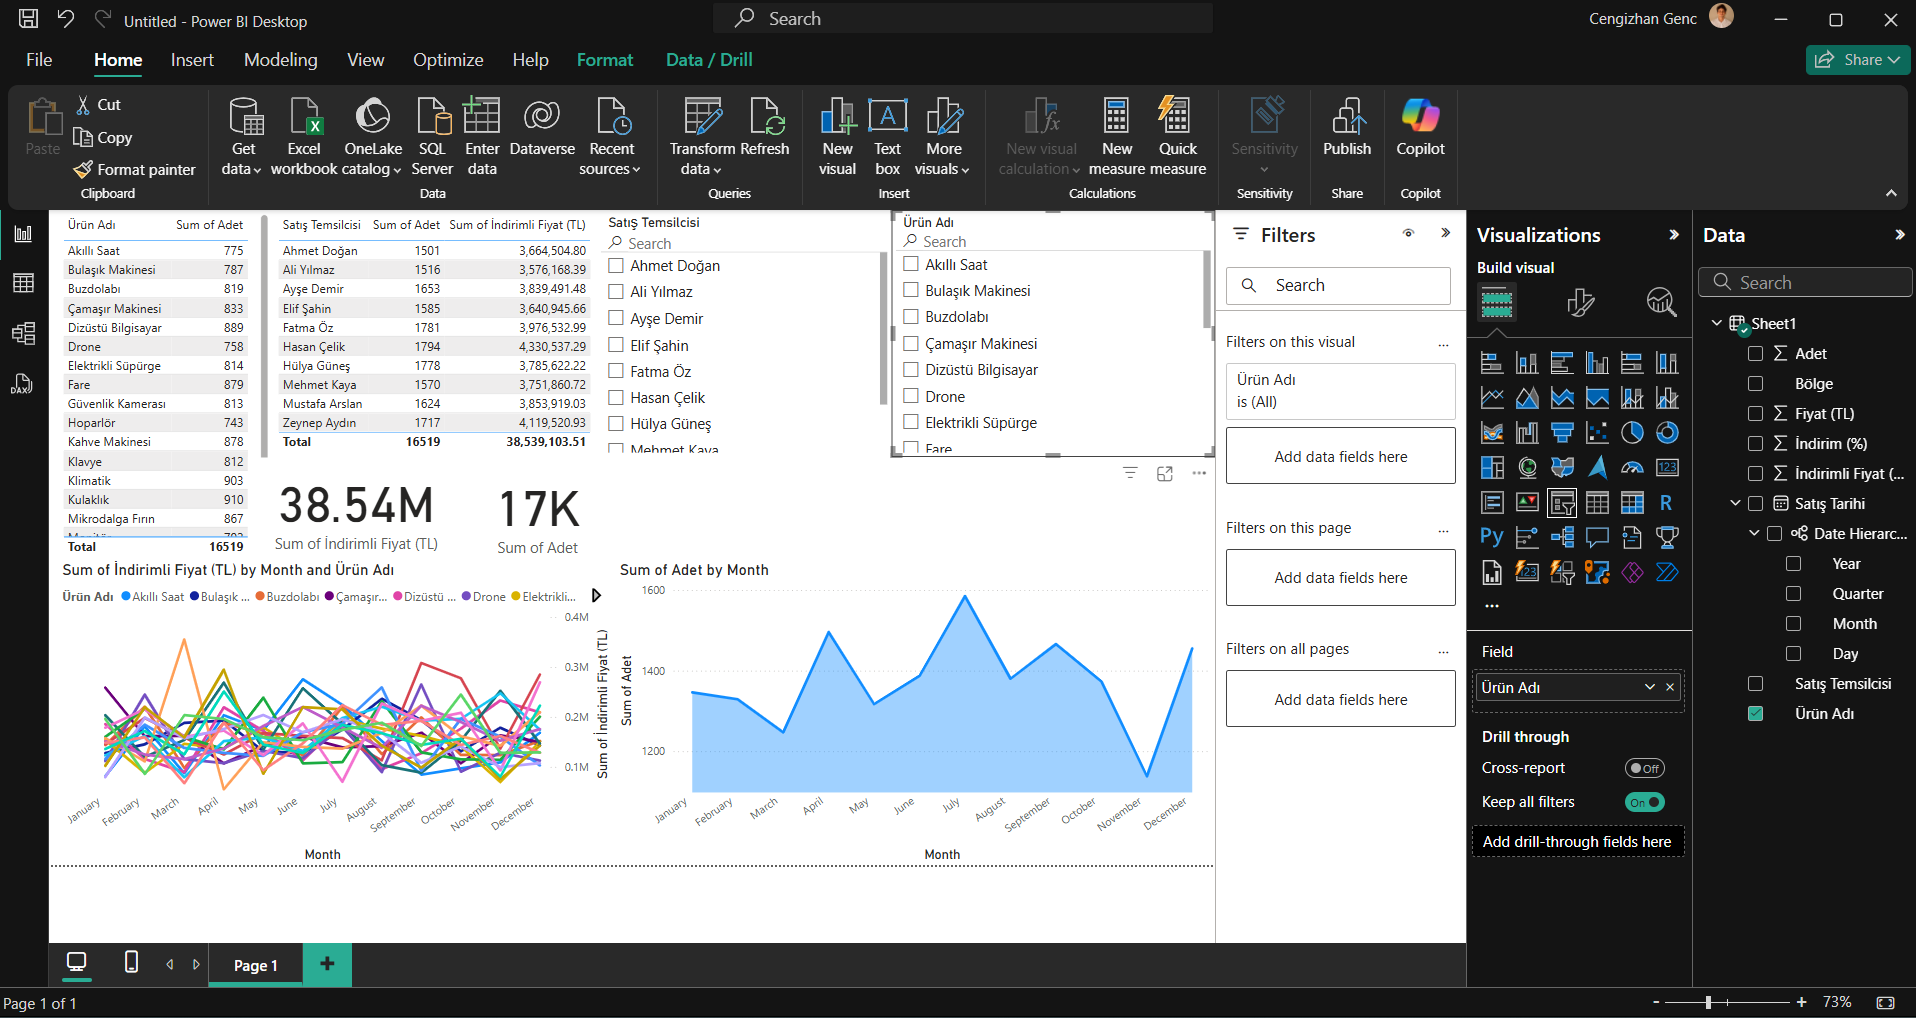 Untitled - Power BI Desktop
Search
Cengizhan Genc
File Home Insert Modeling View Optimize Help Format Data / Drill
Share
Paste
Cut
Copy
Format painter
Clipboard
Get data
Excel workbook
OneLake catalog
SQL Server
Enter data
Dataverse
Recent sources
Data
Transform data
Refresh
Queries
New visual
Text box
A
More visuals
Insert
New visual calculation
New measure
Quick measure
Calculations
Sensitivity
Sensitivity
Publish
Share
Copilot
Copilot
DAX
Ürün Adı Sum of Adet
Akıllı Saat 775
Bulaşık Makinesi 787
Buzdolabı 819
Çamaşır Makinesi 833
Dizüstü Bilgisayar 889
Drone 758
Elektrikli Süpürge 814
Fare 879
Güvenlik Kamerası 813
Hoparlör 743
Kahve Makinesi 878
Klavye 812
Klimatik 903
Kulaklık 910
Mikrodalga Fırın 867
Total 16519
Satış Temsilcisi Sum of Adet Sum of İndirimli Fiyat (TL)
Ahmet Doğan 1501 3,664,504.80
Ali Yılmaz 1516 3,576,168.39
Ayşe Demir 1653 3,839,491.48
Elif Şahin 1585 3,640,945.66
Fatma Öz 1781 3,976,532.99
Hasan Çelik 1794 4,330,537.29
Hülya Güneş 1778 3,785,622.22
Mehmet Kaya 1570 3,751,860.72
Mustafa Arslan 1624 3,853,919.03
Zeynep Aydın 1717 4,119,520.93
Total 16519 38,539,103.51
Satış Temsilcisi
Search
Ahmet Doğan
Ali Yılmaz
Ayşe Demir
Elif Şahin
Fatma Öz
Hasan Çelik
Hülya Güneş
Mehmet Kaya
Ürün Adı
Search
Akıllı Saat
Bulaşık Makinesi
Buzdolabı
Çamaşır Makinesi
Dizüstü Bilgisayar
Drone
Elektrikli Süpürge
Fare
38.54M
Sum of İndirimli Fiyat (TL)
17K
Sum of Adet
Sum of İndirimli Fiyat (TL) by Month and Ürün Adı
Ürün Adı Akıllı Saat Bulaşık ... Buzdolabı Çamaşır... Dizüstü ... Drone Elektrikli...
0.4M
0.3M
0.2M
0.1M
Sum of İndirimli Fiyat (TL)
January February March April May June July August September October November December
Month
Sum of Adet by Month
1600
1400
1200
Sum of Adet
January February March April May June July August September October November December
Month
Filters
Search
Filters on this visual ...
Ürün Adı
is (All)
Add data fields here
Filters on this page ...
Add data fields here
Filters on all pages ...
Add data fields here
Visualizations
Build visual
123
R
Py
123
...
Field
Ürün Adı
Drill through
Cross-report Off
Keep all filters On
Add drill-through fields here
Data
Search
Sheet1
Adet
Bölge
Fiyat (TL)
İndirim (%)
İndirimli Fiyat (...
Satış Tarihi
Date Hierarc...
Year
Quarter
Month
Day
Satış Temsilcisi
Ürün Adı
Page 1
+
Page 1 of 1
- + 73%